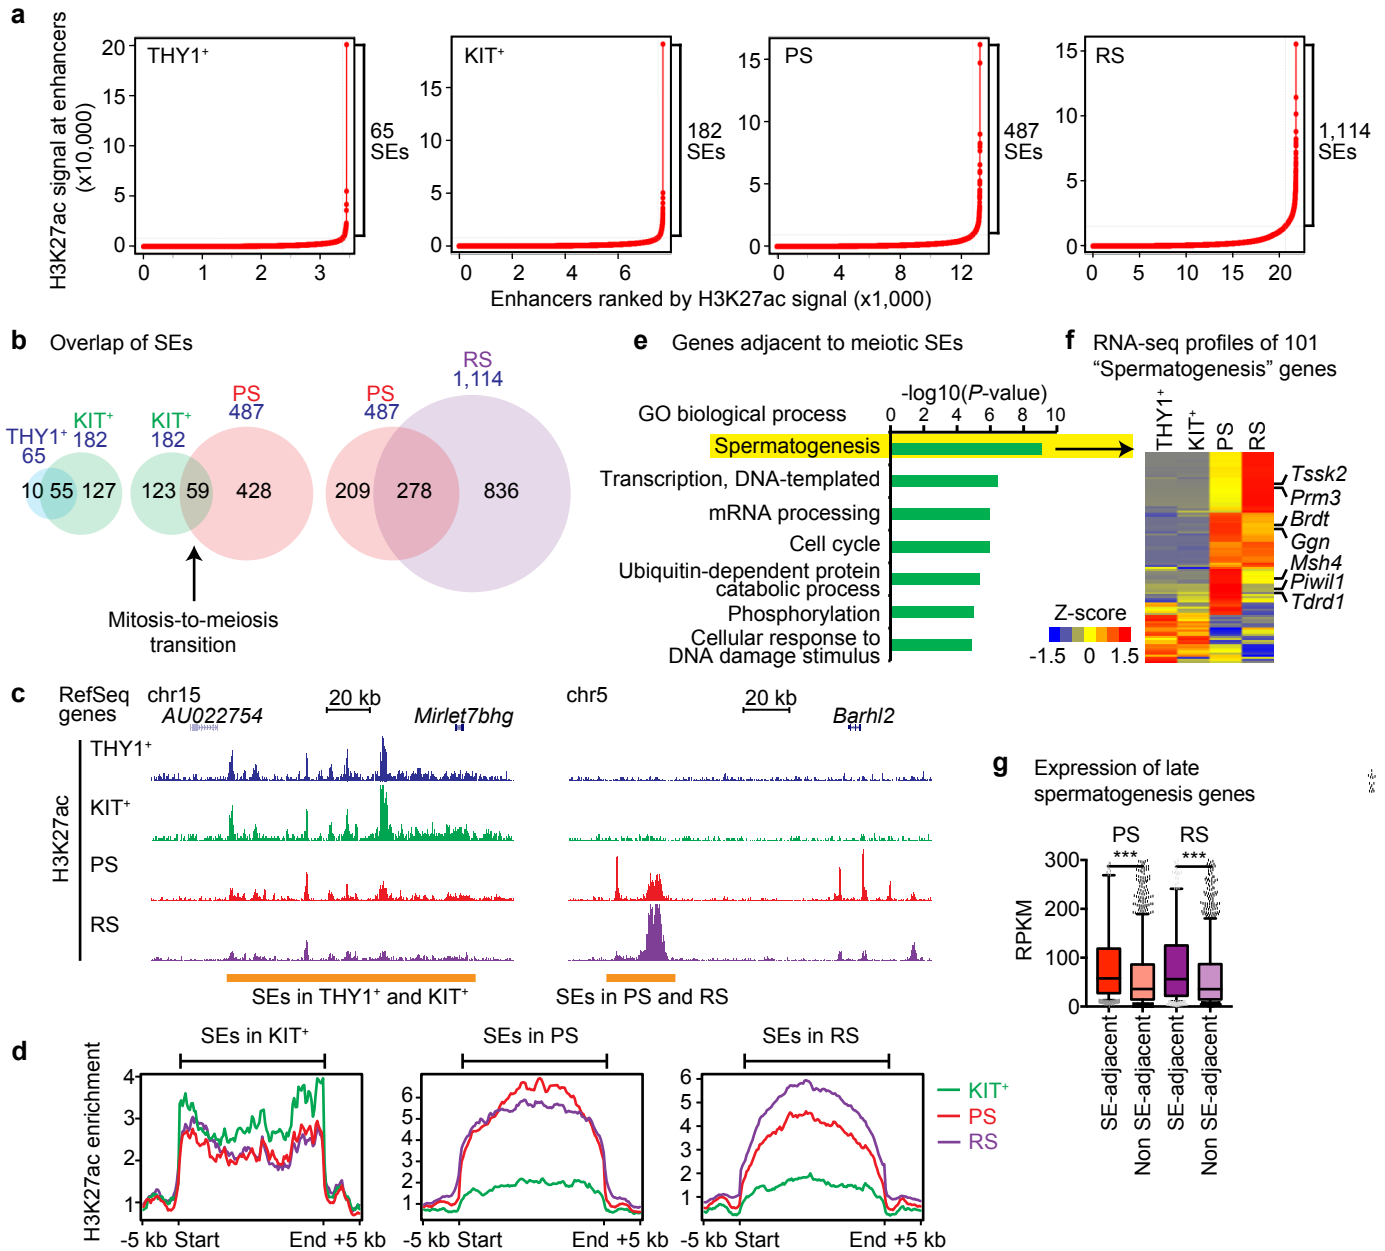 a
H3K27ac signal at enhancers
(x10,000)
THY1+
20
15
10
5
0
0 1 2 3
65
SEs
KIT+
15
10
5
0
0 2 4 6
182
SEs
PS
15
10
5
0
0 4 8 12
487
SEs
RS
15
10
5
0
0 5 10 15 20
1,114
SEs
Enhancers ranked by H3K27ac signal (x1,000)
b Overlap of SEs
THY1+
65
KIT+
182
10 55 127
KIT+
182
PS
487
123 59 428
PS
487
RS
1,114
209 278 836
Mitosis-to-meiosis
transition
e Genes adjacent to meiotic SEs
-log10(P-value)
GO biological process
0 2 4 6 8 10
Spermatogenesis
Transcription, DNA-templated
mRNA processing
Cell cycle
Ubiquitin-dependent protein
catabolic process
Phosphorylation
Cellular response to
DNA damage stimulus
f RNA-seq profiles of 101
“Spermatogenesis” genes
THY1+
KIT+
PS
RS
Tssk2
Prm3
Brdt
Ggn
Msh4
Piwil1
Tdrd1
Z-score
-1.5 0 1.5
c RefSeq
genes
chr15
20 kb
AU022754
Mirlet7bhg
chr5
20 kb
Barhl2
H3K27ac
THY1+
KIT+
PS
RS
SEs in THY1+ and KIT+
SEs in PS and RS
g Expression of late
spermatogenesis genes
PS
RS
***
***
RPKM
300
200
100
0
SE-adjacent
Non SE-adjacent
SE-adjacent
Non SE-adjacent
d
H3K27ac enrichment
SEs in KIT+
4
3
2
1
-5 kb Start End +5 kb
SEs in PS
6
5
4
3
2
1
-5 kb Start End +5 kb
SEs in RS
6
5
4
3
2
1
-5 kb Start End +5 kb
KIT+
PS
RS